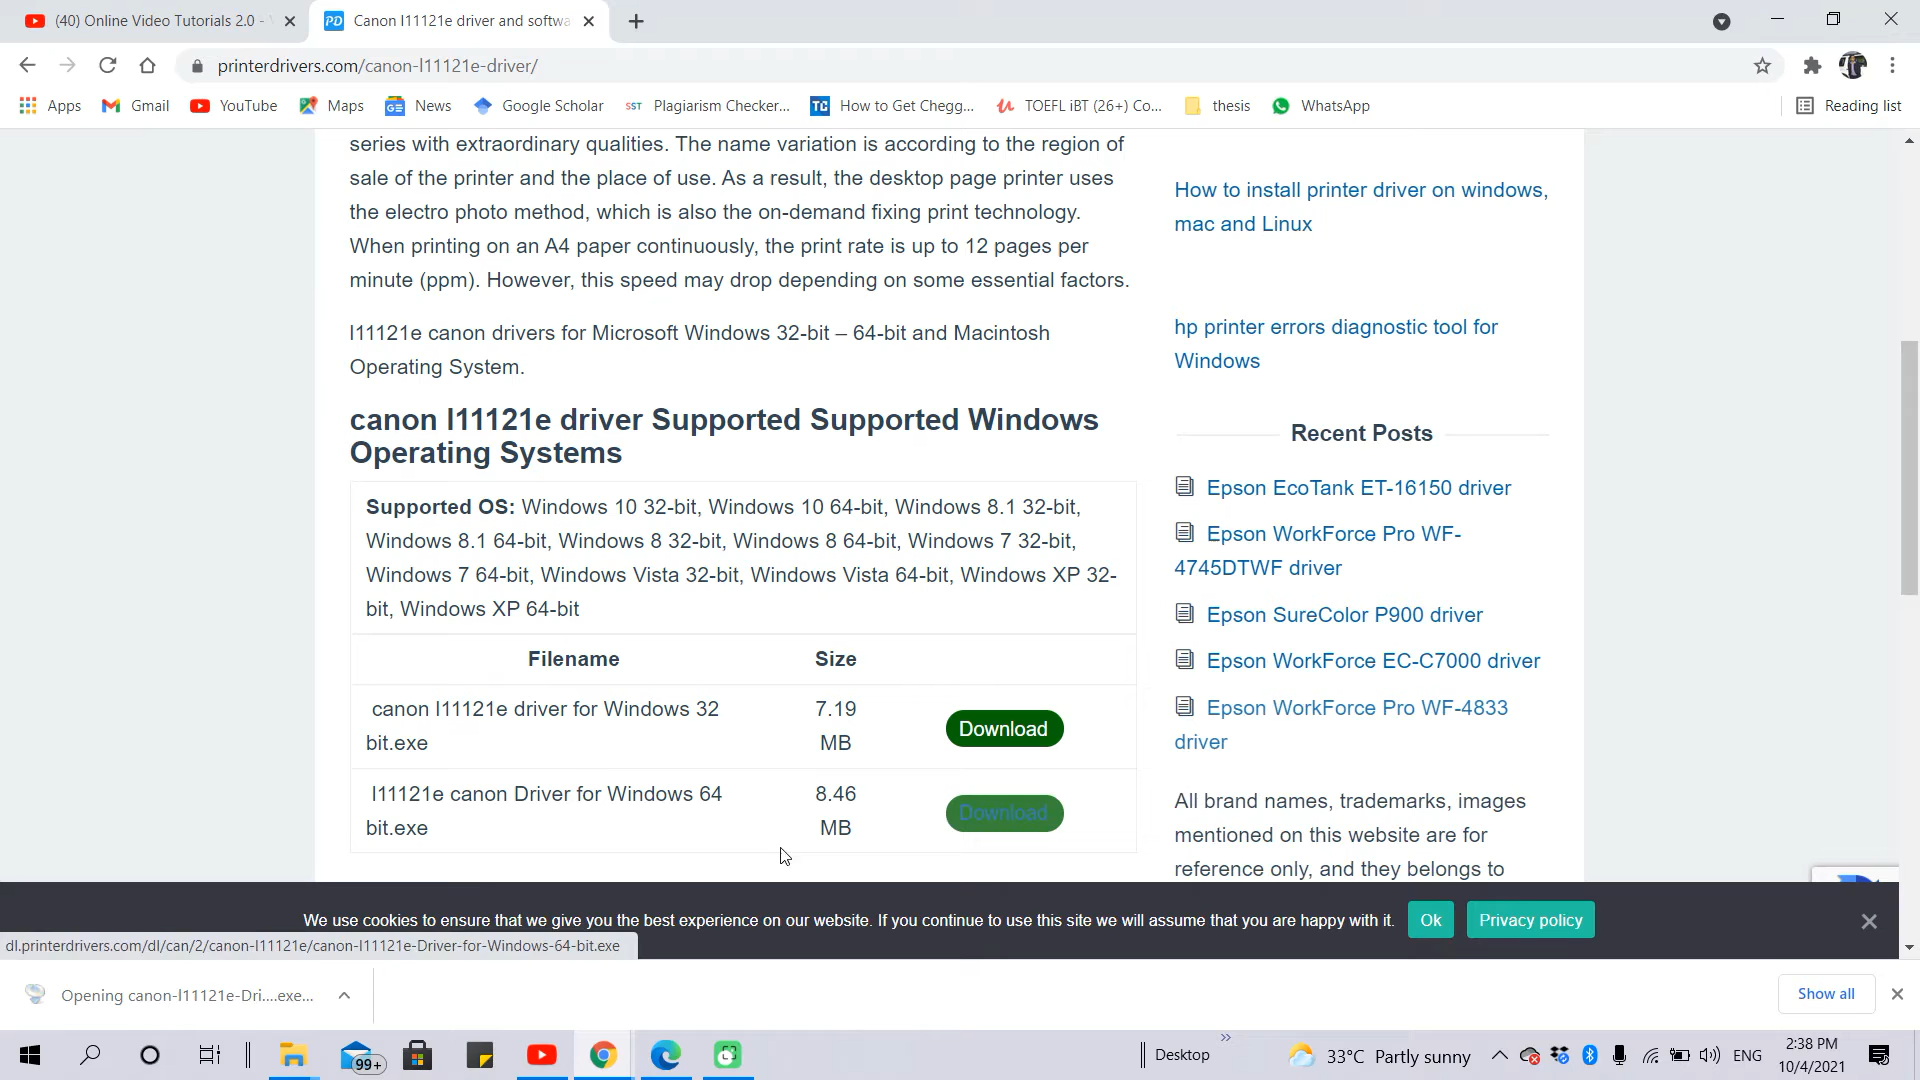 (40) Online Video Tutorials 2.0 -
Canon l11121e driver and softwa
printerdrivers.com/canon-l11121e-driver/
Apps Gmail YouTube Maps News Google Scholar Plagiarism Checker... How to Get Chegg... TOEFL iBT (26+) Co... thesis WhatsApp Reading list
series with extraordinary qualities. The name variation is according to the region of
sale of the printer and the place of use. As a result, the desktop page printer uses
the electro photo method, which is also the on-demand fixing print technology.
When printing on an A4 paper continuously, the print rate is up to 12 pages per
minute (ppm). However, this speed may drop depending on some essential factors.
l11121e canon drivers for Microsoft Windows 32-bit – 64-bit and Macintosh
Operating System.
canon l11121e driver Supported Supported Windows
Operating Systems
Supported OS: Windows 10 32-bit, Windows 10 64-bit, Windows 8.1 32-bit,
Windows 8.1 64-bit, Windows 8 32-bit, Windows 8 64-bit, Windows 7 32-bit,
Windows 7 64-bit, Windows Vista 32-bit, Windows Vista 64-bit, Windows XP 32-
bit, Windows XP 64-bit
Filename Size
canon l11121e driver for Windows 32
bit.exe
7.19
MB
Download
l11121e canon Driver for Windows 64
bit.exe
8.46
MB
Download
How to install printer driver on windows,
mac and Linux
hp printer errors diagnostic tool for
Windows
Recent Posts
Epson EcoTank ET-16150 driver
Epson WorkForce Pro WF-
4745DTWF driver
Epson SureColor P900 driver
Epson WorkForce EC-C7000 driver
Epson WorkForce Pro WF-4833
driver
All brand names, trademarks, images
mentioned on this website are for
reference only, and they belongs to
We use cookies to ensure that we give you the best experience on our website. If you continue to use this site we will assume that you are happy with it. Ok Privacy policy
dl.printerdrivers.com/dl/can/2/canon-l11121e/canon-l11121e-Driver-for-Windows-64-bit.exe
Opening canon-l11121e-Dri....exe...
Show all
99+
Desktop
33°C Partly sunny
ENG
2:38 PM
10/4/2021